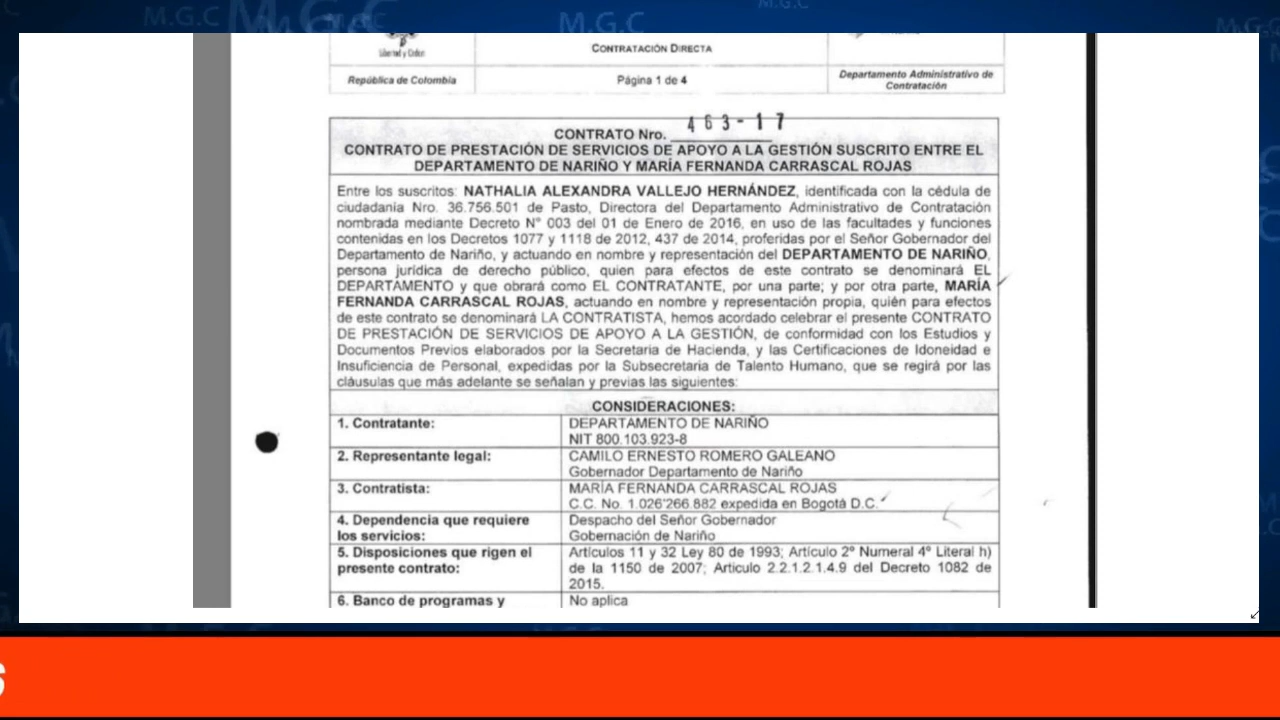 M.G.C
M.G.C
M.G.C
M.G.C
Libertad y Orden
CONTRATACIÓN DIRECTA
República de Colombia
Página 1 de 4
Departamento Administrativo de
Contratación
CONTRATO Nro. 463-17
CONTRATO DE PRESTACIÓN DE SERVICIOS DE APOYO A LA GESTIÓN SUSCRITO ENTRE EL
DEPARTAMENTO DE NARIÑO Y MARÍA FERNANDA CARRASCAL ROJAS
Entre los suscritos: NATHALIA ALEXANDRA VALLEJO HERNÁNDEZ, identificada con la cédula de
ciudadanía Nro. 36.756.501 de Pasto, Directora del Departamento Administrativo de Contratación
nombrada mediante Decreto N° 003 del 01 de Enero de 2016, en uso de las facultades y funciones
contenidas en los Decretos 1077 y 1118 de 2012, 437 de 2014, proferidas por el Señor Gobernador del
Departamento de Nariño, y actuando en nombre y representación del DEPARTAMENTO DE NARIÑO,
persona jurídica de derecho público, quien para efectos de este contrato se denominará EL
DEPARTAMENTO y que obrará como EL CONTRATANTE, por una parte; y por otra parte, MARÍA
FERNANDA CARRASCAL ROJAS, actuando en nombre y representación propia, quién para efectos
de este contrato se denominará LA CONTRATISTA, hemos acordado celebrar el presente CONTRATO
DE PRESTACIÓN DE SERVICIOS DE APOYO A LA GESTIÓN, de conformidad con los Estudios y
Documentos Previos elaborados por la Secretaria de Hacienda, y las Certificaciones de Idoneidad e
Insuficiencia de Personal, expedidas por la Subsecretaria de Talento Humano, que se regirá por las
cláusulas que más adelante se señalan y previas las siguientes:
CONSIDERACIONES:
1. Contratante:
DEPARTAMENTO DE NARIÑO
NIT 800.103.923-8
2. Representante legal:
CAMILO ERNESTO ROMERO GALEANO
Gobernador Departamento de Nariño
3. Contratista:
MARÍA FERNANDA CARRASCAL ROJAS
C.C. No. 1.026'266.882 expedida en Bogotá D.C.
4. Dependencia que requiere
los servicios:
Despacho del Señor Gobernador
Gobernación de Nariño
5. Disposiciones que rigen el
presente contrato:
Artículos 11 y 32 Ley 80 de 1993; Artículo 2º Numeral 4º Literal h)
de la 1150 de 2007; Articulo 2.2.1.2.1.4.9 del Decreto 1082 de
2015.
6. Banco de programas y
No aplica